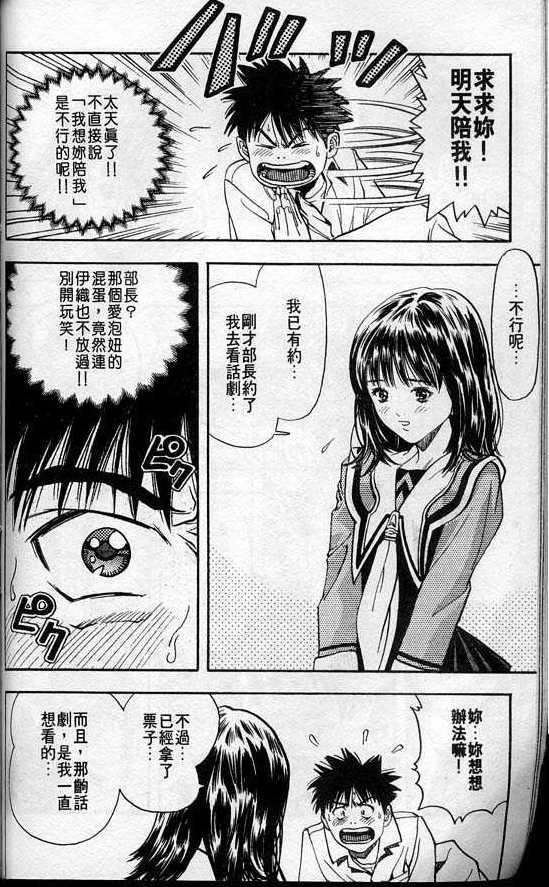 求求妳！
明天陪我!!
太天眞了!!
不直接說
「我想妳陪我」
是不行的呢!!
…不行呢…
我已有約…
剛才部長約了
我去看話劇…
部長？
那個愛泡妞的
混蛋，竟然連
伊織也不放過!!
別開玩笑！
ピク
ピク
妳…妳想想
辦法嘛！
不過…
已經拿了
票子…
而且，那齣話
劇，是我一直
想看的…